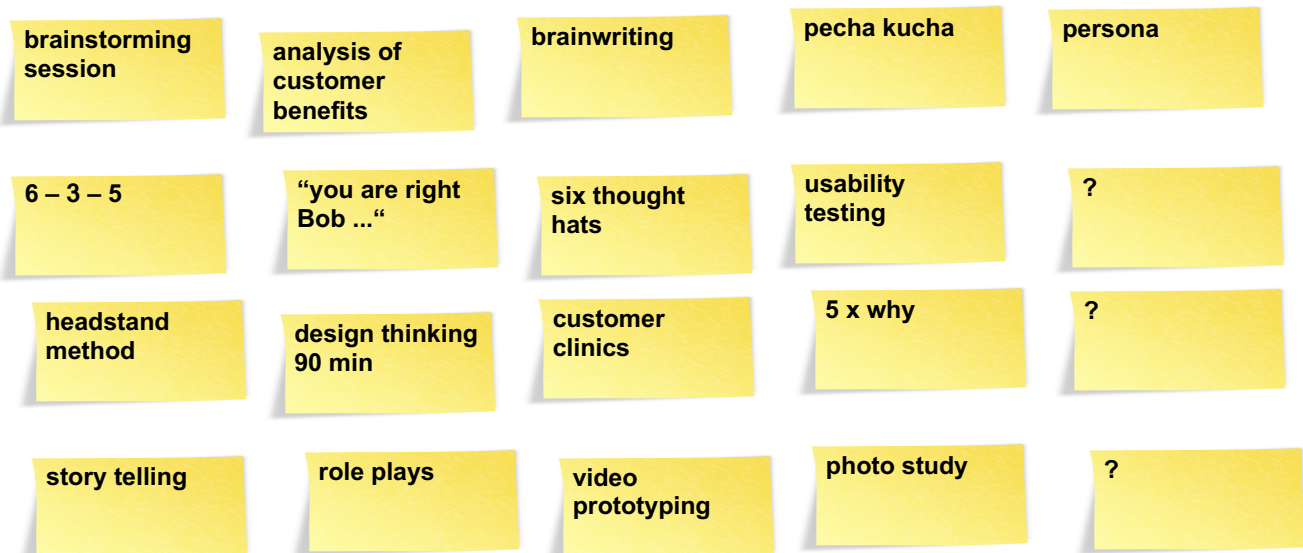 brainstorming
session
analysis of
customer
benefits
brainwriting
pecha kucha
persona
6 – 3 – 5
“you are right
Bob ...“
six thought
hats
usability
testing
?
headstand
method
design thinking
90 min
customer
clinics
5 x why
?
story telling
role plays
video
prototyping
photo study
?